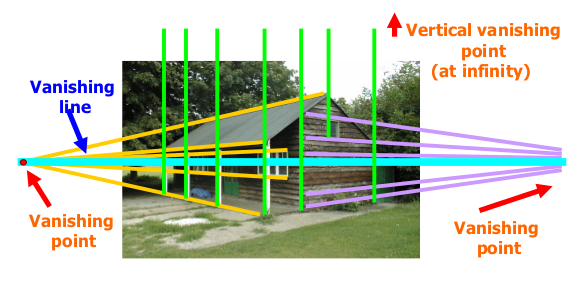 Vertical vanishing
point
(at infinity)
Vanishing
line
Vanishing
point
Vanishing
point